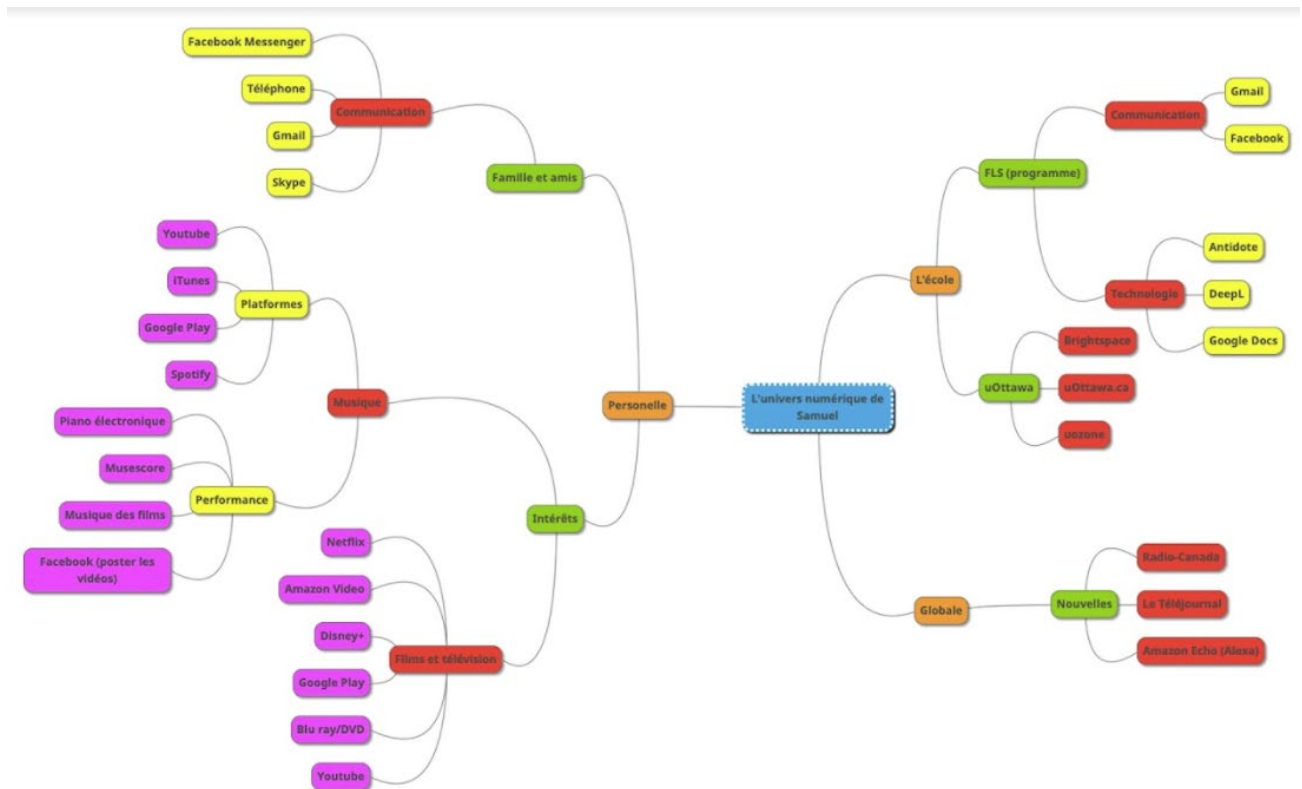 Facebook Messenger
Téléphone
Gmail
Skype
Communication
Famille et amis
Youtube
iTunes
Google Play
Spotify
Platformes
Musique
Piano électronique
Musescore
Musique des films
Facebook (poster les
vidéos)
Performance
Intérêts
Netflix
Amazon Video
Disney+
Google Play
Blu ray/DVD
Youtube
Films et télévision
Personelle
L'univers numérique de
Samuel
L'école
FLS (programme)
Communication
Gmail
Facebook
Technologie
Antidote
DeepL
Google Docs
uOttawa
Brightspace
uOttawa.ca
uozone
Globale
Nouvelles
Radio-Canada
Le Téléjournal
Amazon Echo (Alexa)